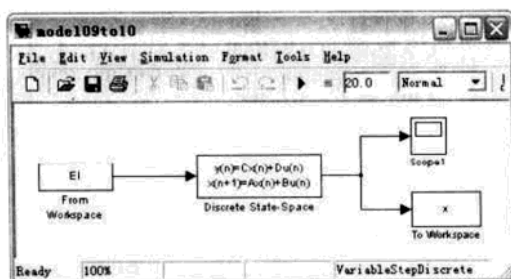 model09to10
File Edit View Simulation Format Tools Help
20.0 Normal
EI
From
Workspace
y(n)=Cx(n)+Du(n)
x(n+1)=Ax(n)+Bu(n)
Discrete State-Space
Scope1
x
To Workspace
Ready 100% VariableStepDiscrete